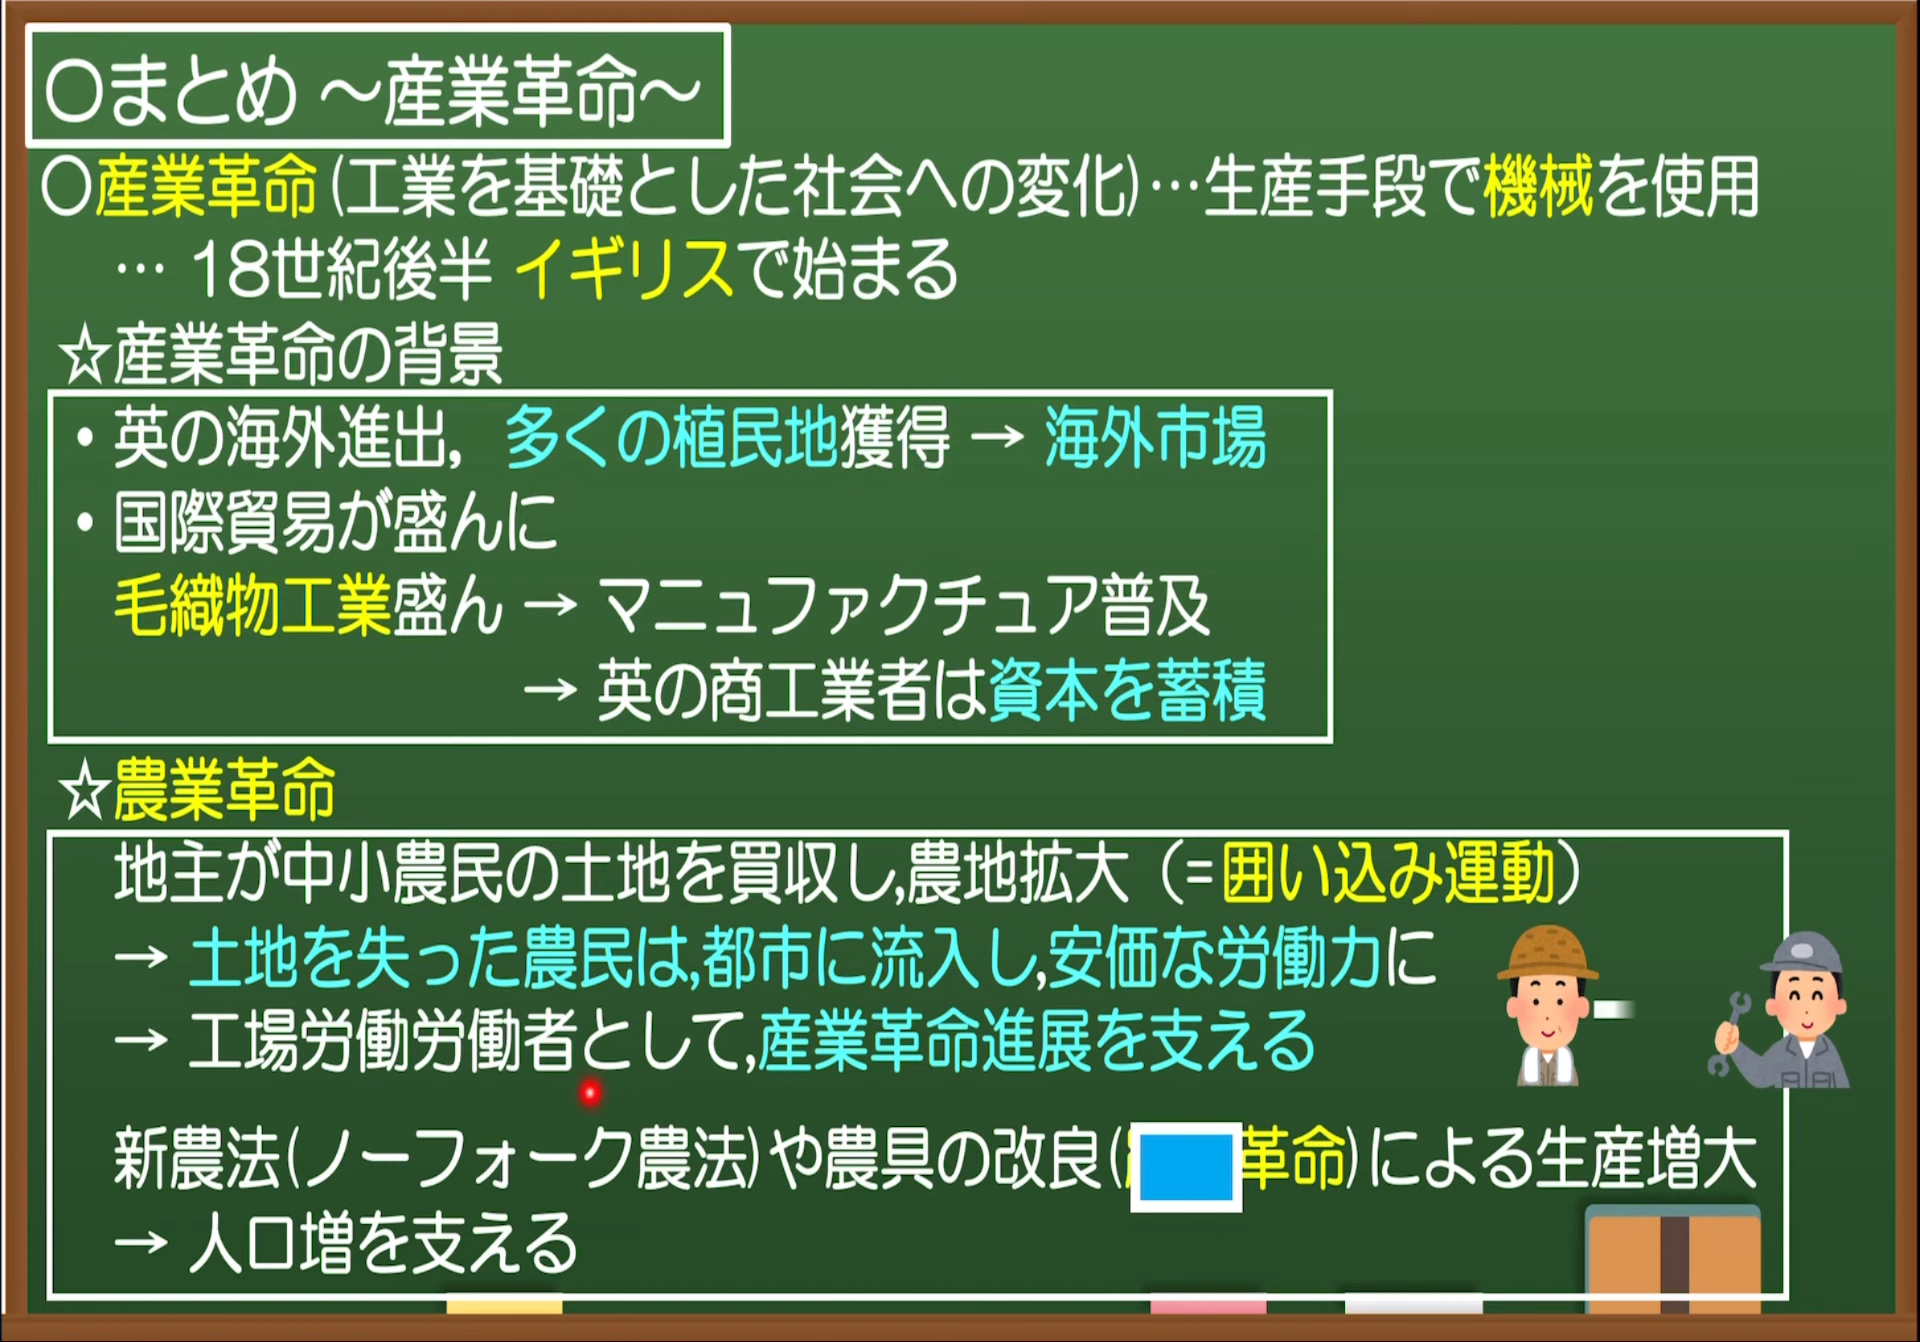 〇まとめ ～産業革命～
〇産業革命(工業を基礎とした社会への変化)…生産手段で機械を使用
… 18世紀後半 イギリスで始まる
☆産業革命の背景
・英の海外進出，多くの植民地獲得 → 海外市場
・国際貿易が盛んに
毛織物工業盛ん → マニュファクチュア普及
→ 英の商工業者は資本を蓄積
☆農業革命
地主が中小農民の土地を買収し,農地拡大（=囲い込み運動）
→ 土地を失った農民は,都市に流入し,安価な労働力に
→ 工場労働労働者として,産業革命進展を支える
新農法(ノーフォーク農法)や農具の改良(革命)による生産増大
→ 人口増を支える